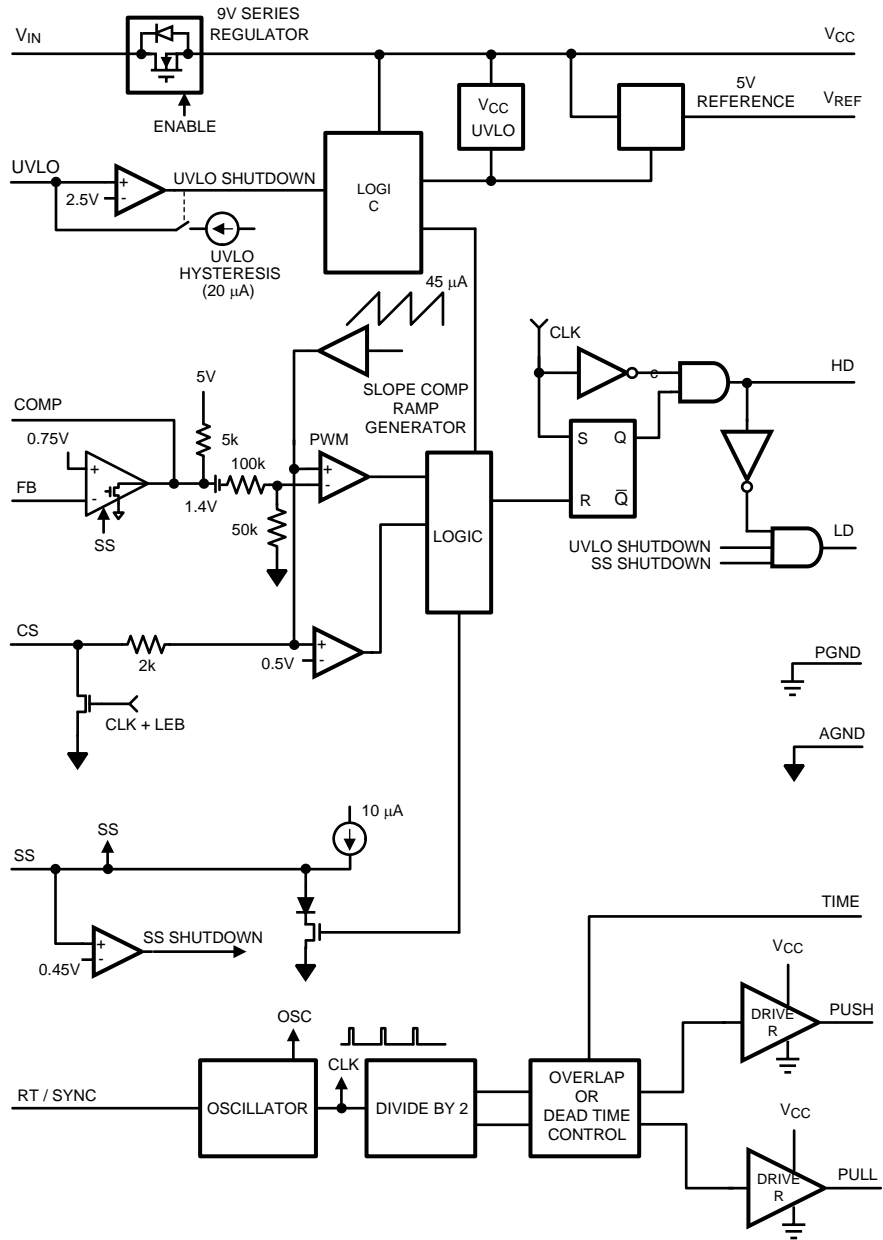 9V SERIES
REGULATOR
VIN
VCC
ENABLE
VCC
UVLO
5V
REFERENCE
VREF
UVLO
2.5V
+
-
UVLO SHUTDOWN
LOGI
C
UVLO
HYSTERESIS
(20 μA)
45 μA
SLOPE COMP
RAMP
GENERATOR
CLK
c
HD
5V
COMP
5k
0.75V
+
-
FB
SS
1.4V
100k
50k
PWM
+
-
LOGIC
S
Q
R
Q̅
LD
UVLO SHUTDOWN
SS SHUTDOWN
CS
2k
0.5V
+
-
CLK + LEB
PGND
AGND
10 μA
SS
SS
SS SHUTDOWN
0.45V
+
-
TIME
VCC
DRIVE
R
PUSH
OSC
CLK
RT / SYNC
OSCILLATOR
DIVIDE BY 2
OVERLAP
OR
DEAD TIME
CONTROL
VCC
DRIVE
R
PULL